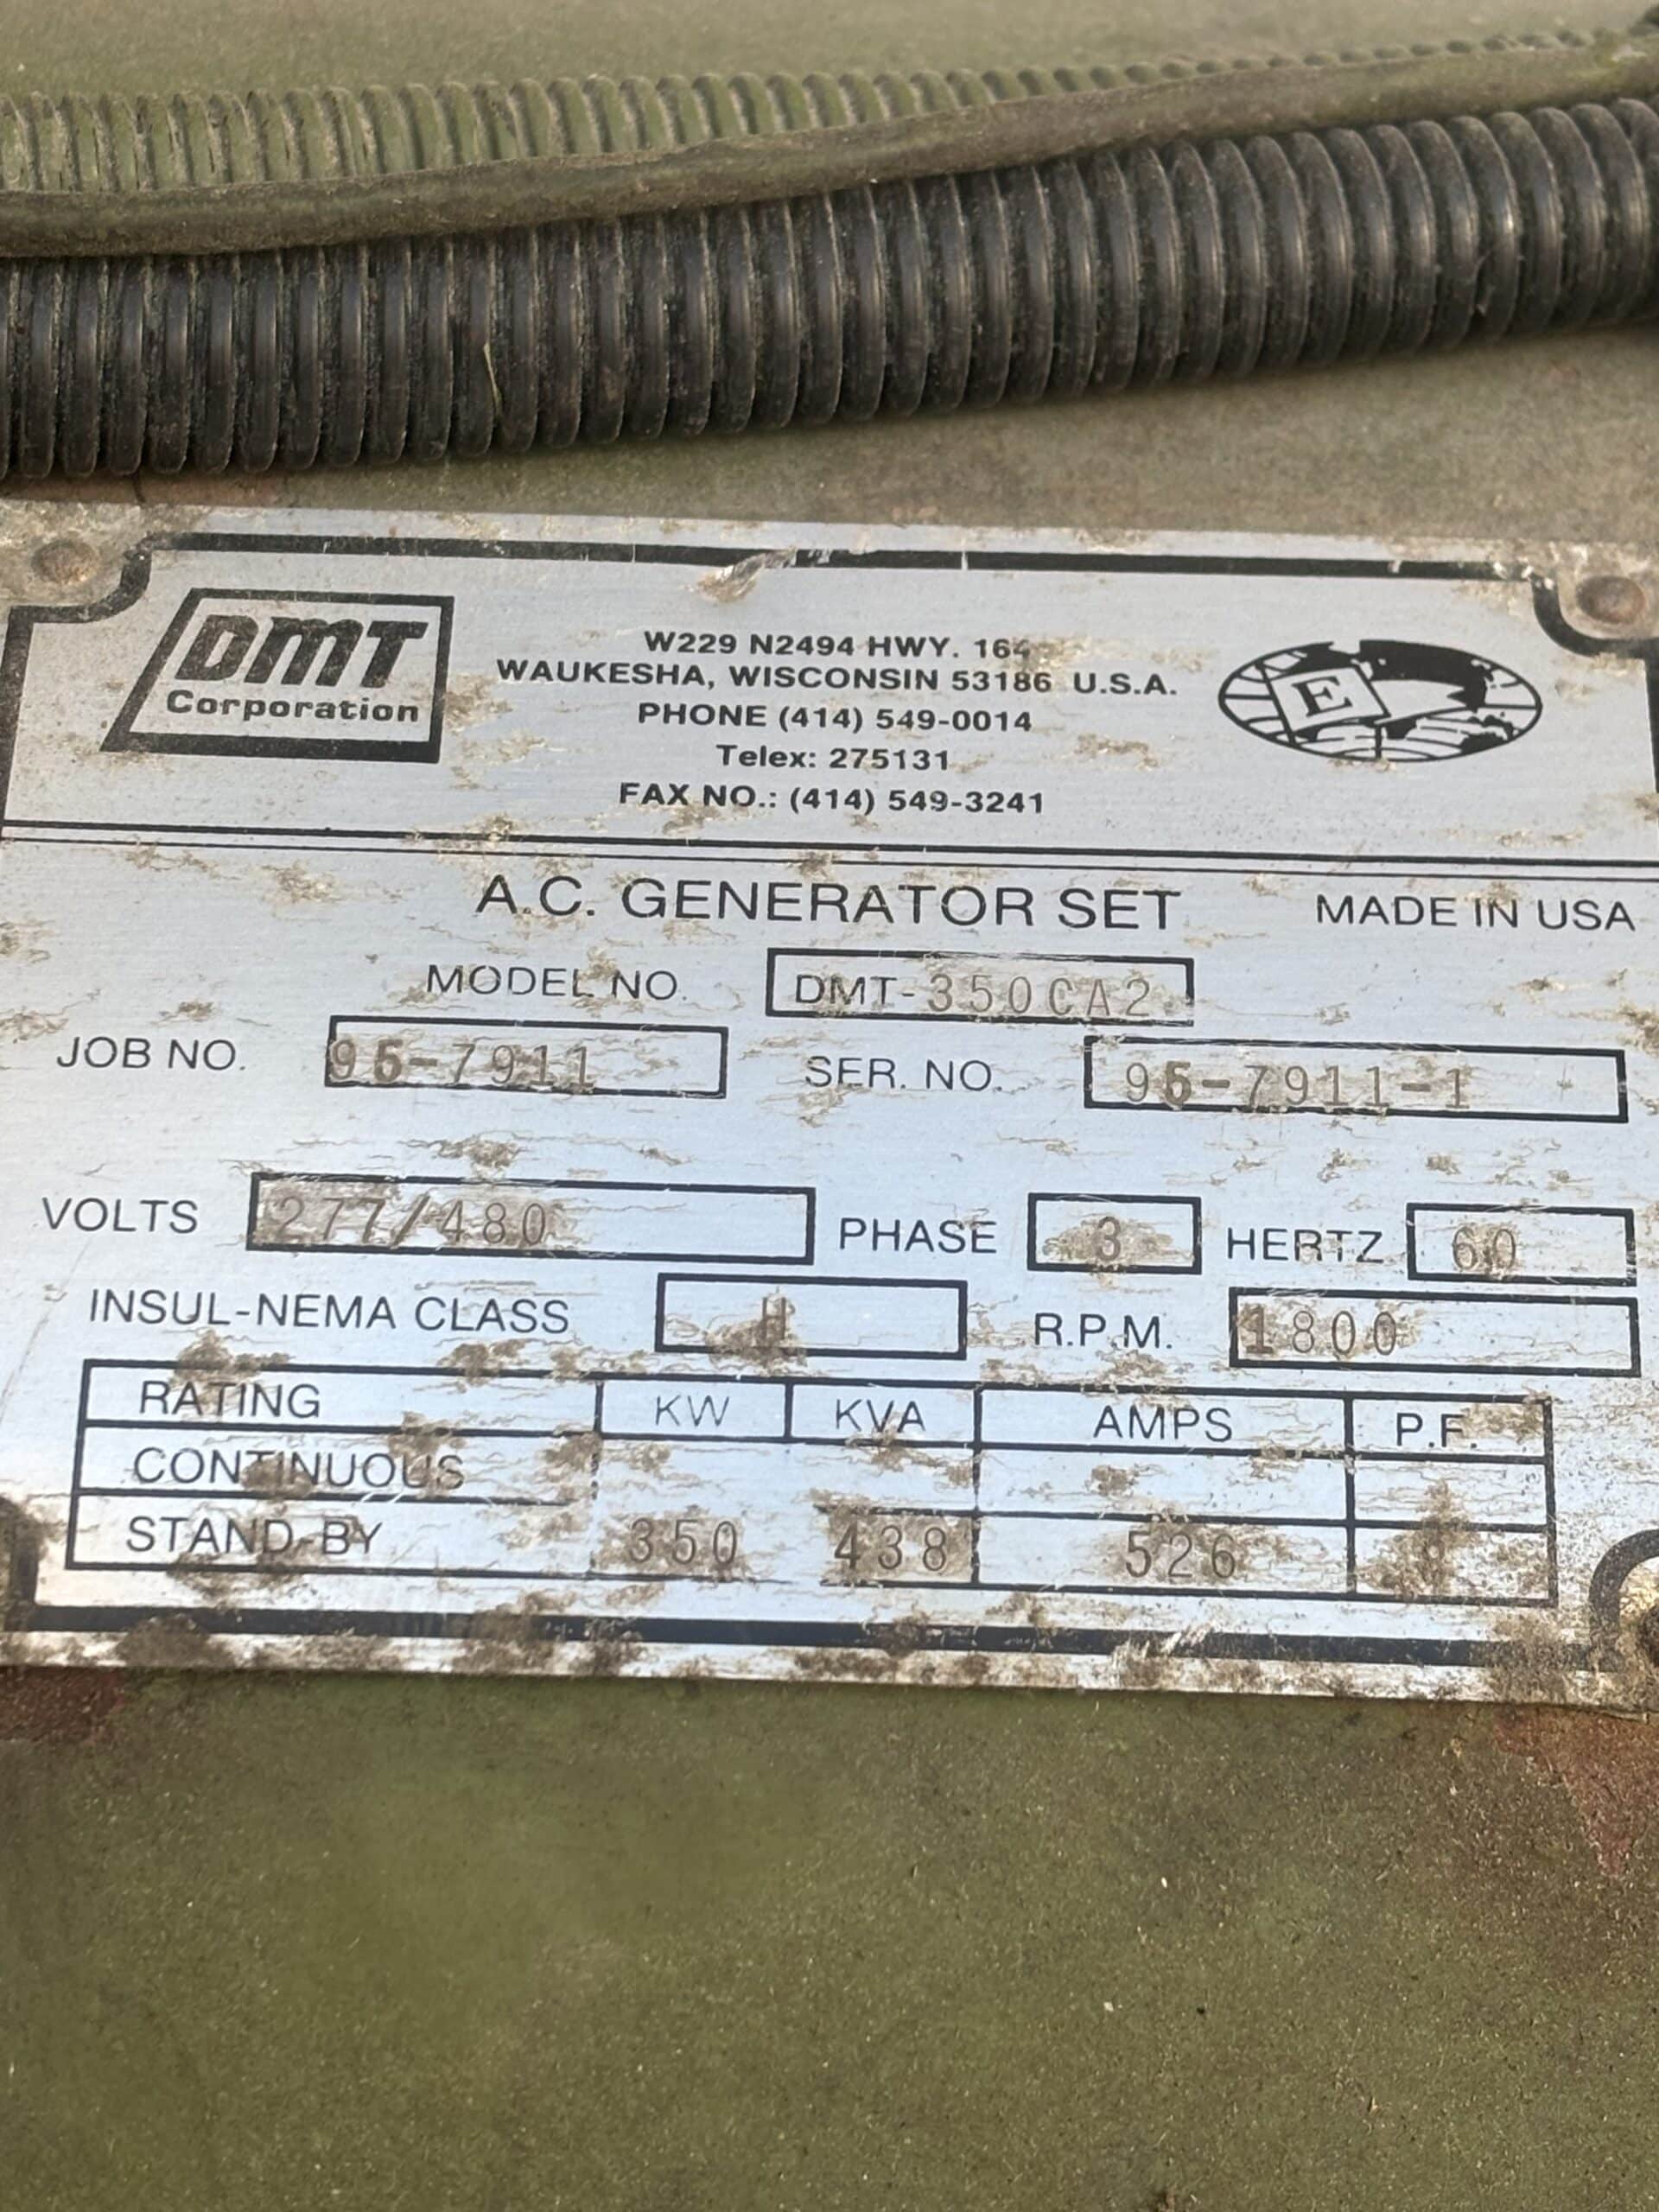 DMT
Corporation
W229 N2494 HWY. 164
WAUKESHA, WISCONSIN 53186 U.S.A.
PHONE (414) 549-0014
Telex: 275131
FAX NO.: (414) 549-3241
E
A.C. GENERATOR SET MADE IN USA
MODEL NO. DMT-350CA2
JOB NO. 95-7911 SER. NO. 95-7911-1
VOLTS 277/480 PHASE 3 HERTZ 60
INSUL-NEMA CLASS H R.P.M. 1800
RATING KW KVA AMPS P.F.
CONTINUOUS
STAND-BY 350 438 526